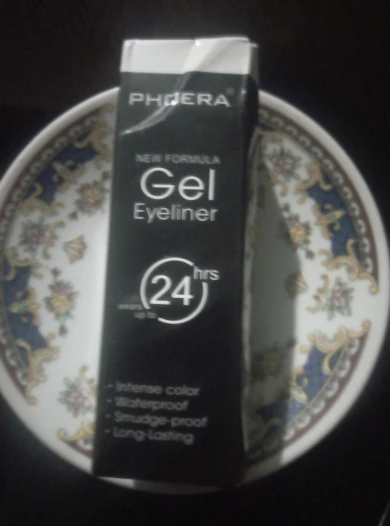 PHOERA®
NEW FORMULA
Gel
Eyeliner
24 hrs
wears
up to
- Intense color
- Waterproof
- Smudge-proof
- Long-Lasting